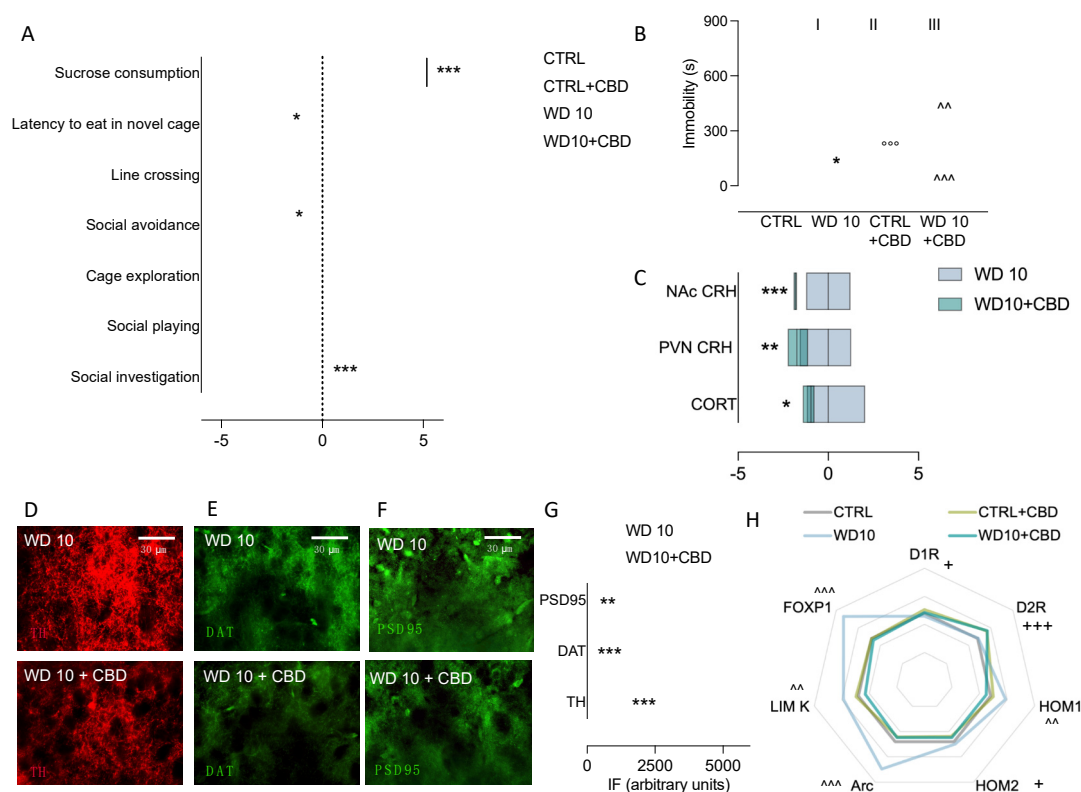 A
Sucrose consumption
***
Latency to eat in novel cage
*
Line crossing
Social avoidance
*
Cage exploration
Social playing
Social investigation
***
-5 0 5
CTRL
CTRL+CBD
WD 10
WD10+CBD
B
I II III
Immobility (s)
900
600
300
0
*
°°°
^^
^^^
CTRL WD 10 CTRL +CBD WD 10 +CBD
C
WD 10
WD10+CBD
NAc CRH ***
PVN CRH **
CORT *
-5 0 5
D
WD 10
30 μm
TH
WD 10 + CBD
TH
E
WD 10
30 μm
DAT
WD 10 + CBD
DAT
F
WD 10
30 μm
PSD95
WD 10 + CBD
PSD95
G
WD 10
WD10+CBD
PSD95 **
DAT ***
TH ***
0 2500 5000
IF (arbitrary units)
H
CTRL CTRL+CBD
WD10 WD10+CBD
D1R +
D2R
+++
HOM1
^^
HOM2 +
^^^ Arc
^^
LIM K
^^^
FOXP1